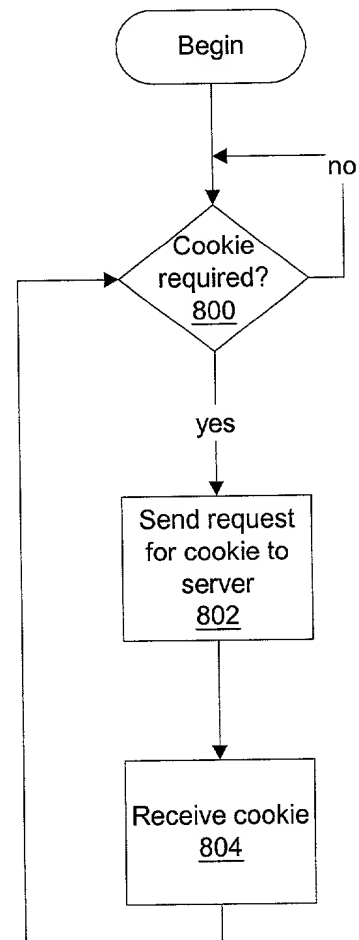 Begin
no
Cookie
required?
800
yes
Send request
for cookie to
server
802
Receive cookie
804